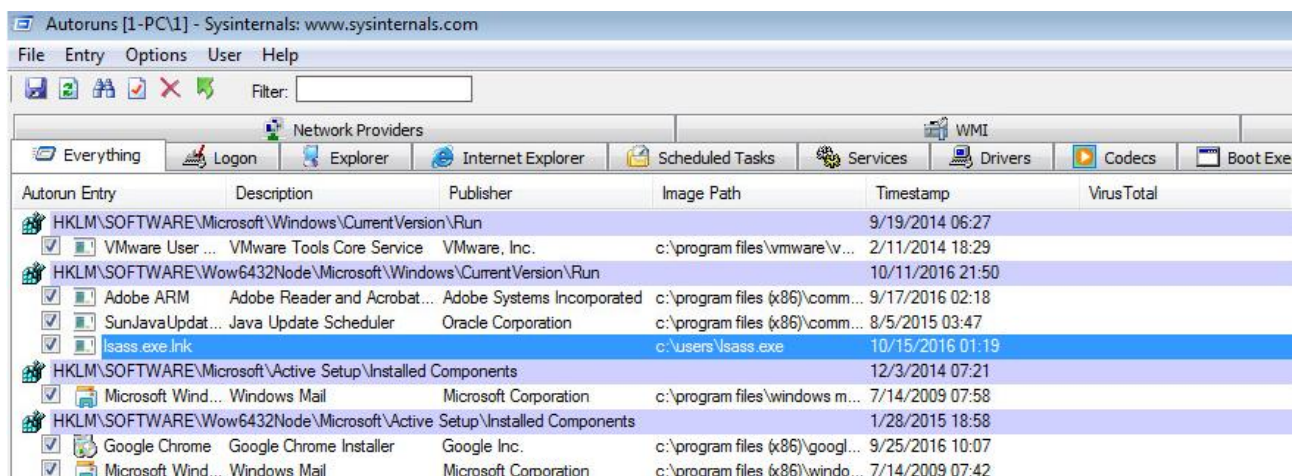 Autoruns [1-PC\1] - Sysinternals: www.sysinternals.com
File Entry Options User Help
Filter:
Network Providers WMI
Everything Logon Explorer Internet Explorer Scheduled Tasks Services Drivers Codecs Boot Exe
Autorun Entry Description Publisher Image Path Timestamp VirusTotal
HKLM\SOFTWARE\Microsoft\Windows\CurrentVersion\Run 9/19/2014 06:27
VMware User ... VMware Tools Core Service VMware, Inc. c:\program files\vmware\v... 2/11/2014 18:29
HKLM\SOFTWARE\Wow6432Node\Microsoft\Windows\CurrentVersion\Run 10/11/2016 21:50
Adobe ARM Adobe Reader and Acrobat... Adobe Systems Incorporated c:\program files (x86)\comm... 9/17/2016 02:18
SunJavaUpdat... Java Update Scheduler Oracle Corporation c:\program files (x86)\comm... 8/5/2015 03:47
lsass.exe.lnk c:\users\lsass.exe 10/15/2016 01:19
HKLM\SOFTWARE\Microsoft\Active Setup\Installed Components 12/3/2014 07:21
Microsoft Wind... Windows Mail Microsoft Corporation c:\program files\windows m... 7/14/2009 07:58
HKLM\SOFTWARE\Wow6432Node\Microsoft\Active Setup\Installed Components 1/28/2015 18:58
Google Chrome Google Chrome Installer Google Inc. c:\program files (x86)\googl... 9/25/2016 10:07
Microsoft Wind... Windows Mail Microsoft Corporation c:\program files (x86)\windo... 7/14/2009 07:42